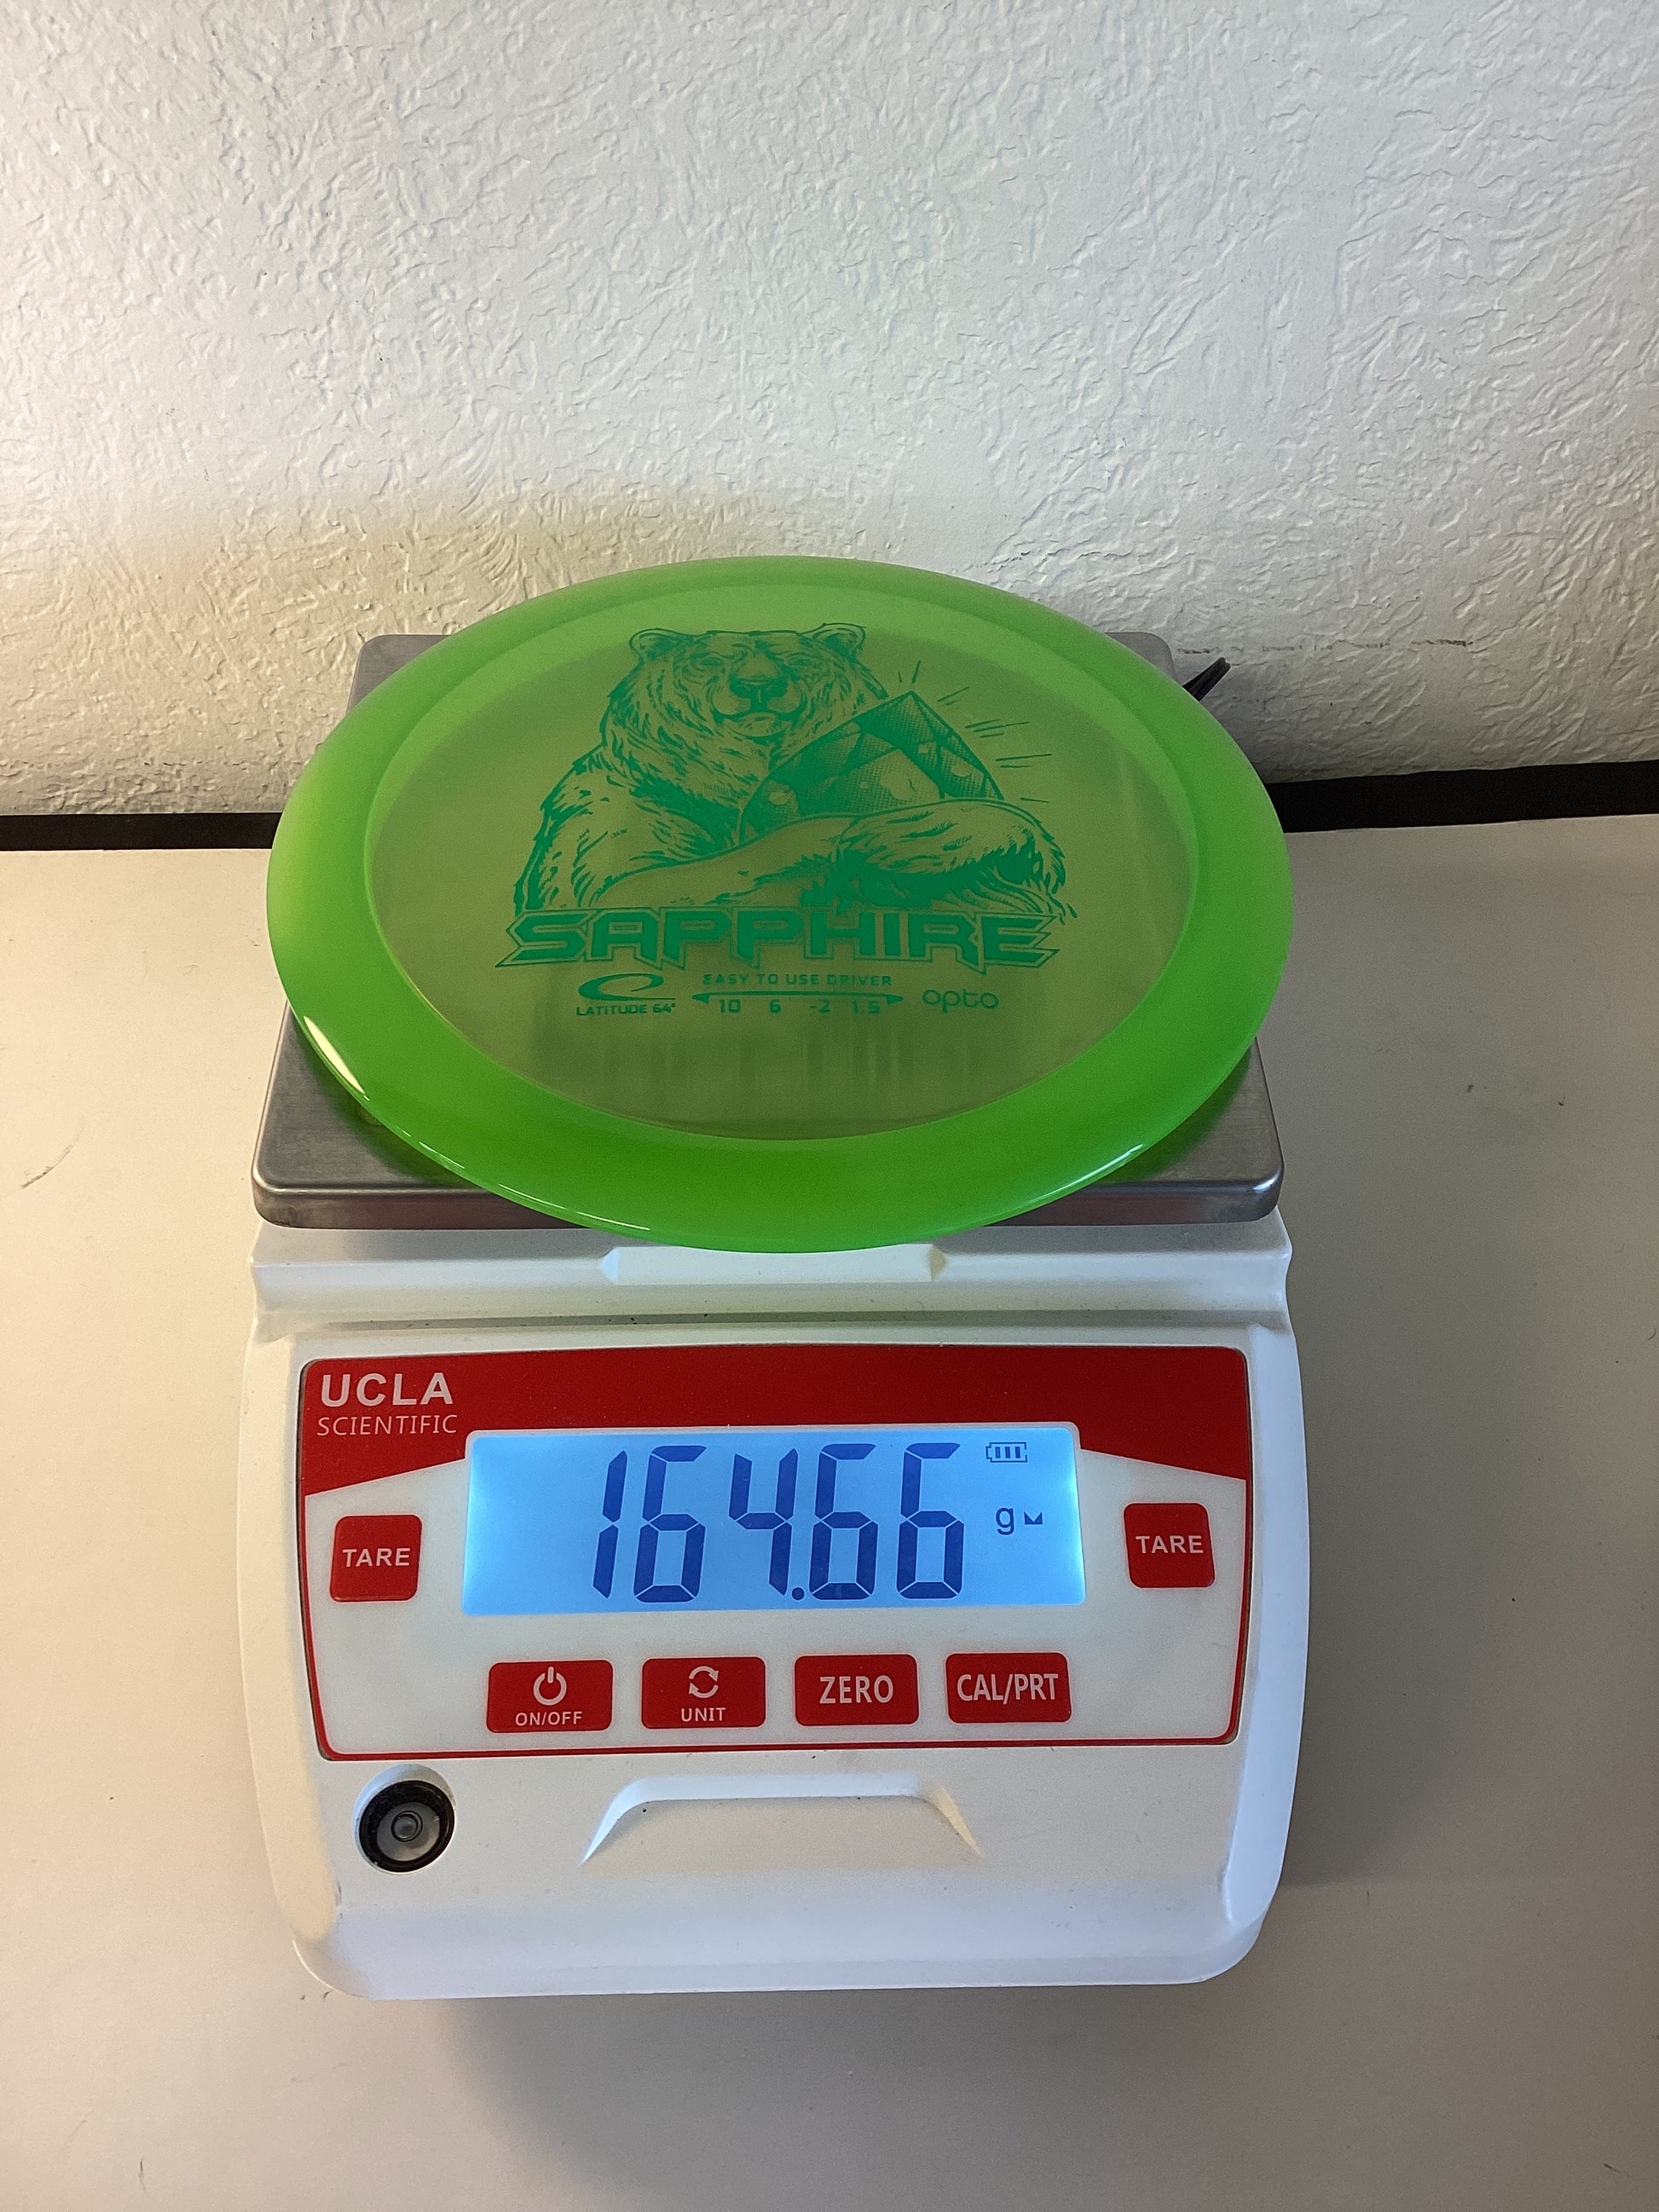 SAPPHIRE
EASY TO USE DRIVER
LATITUDE 64° 10 6 -2 1.5 opto
UCLA
SCIENTIFIC
164.66 g
TARE
TARE
ON/OFF
UNIT
ZERO
CAL/PRT